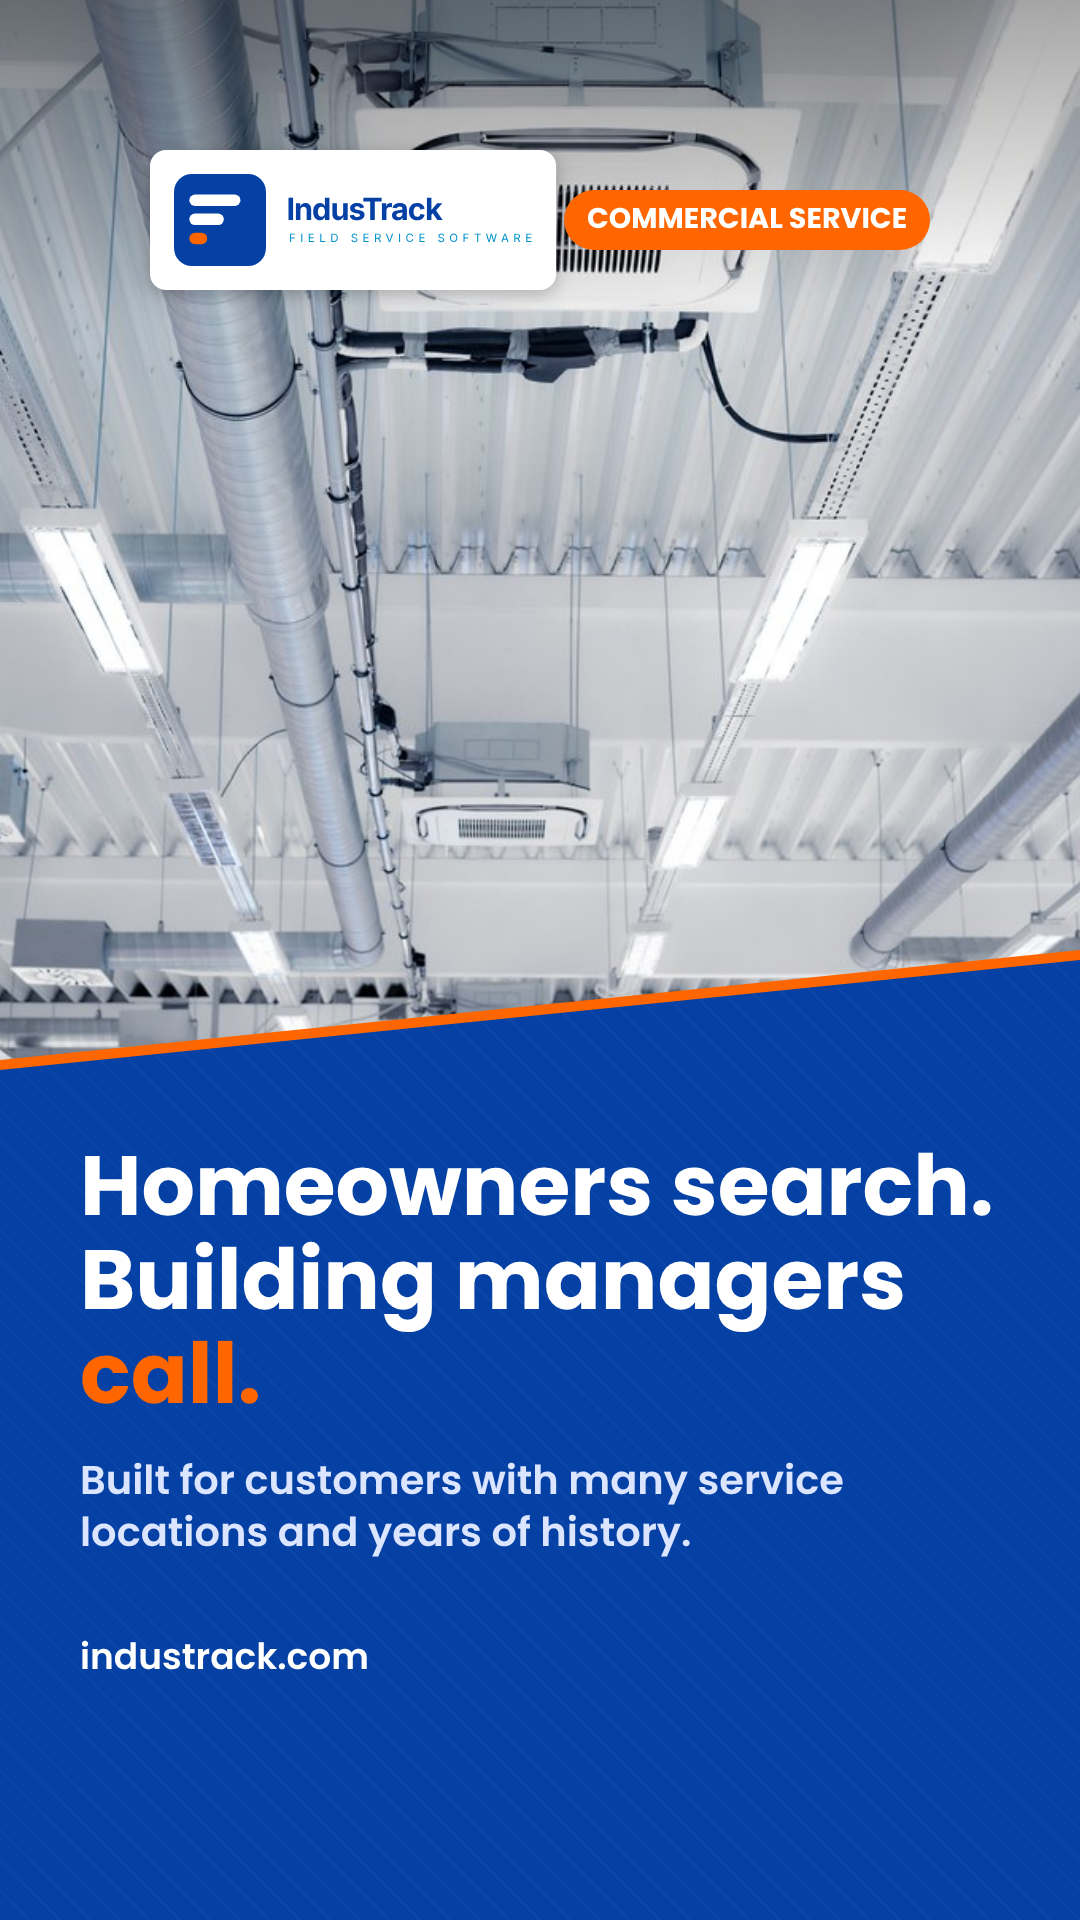 IndusTrack
FIELD SERVICE SOFTWARE
COMMERCIAL SERVICE
Homeowners search.
Building managers
call.
Built for customers with many service
locations and years of history.
industrack.com